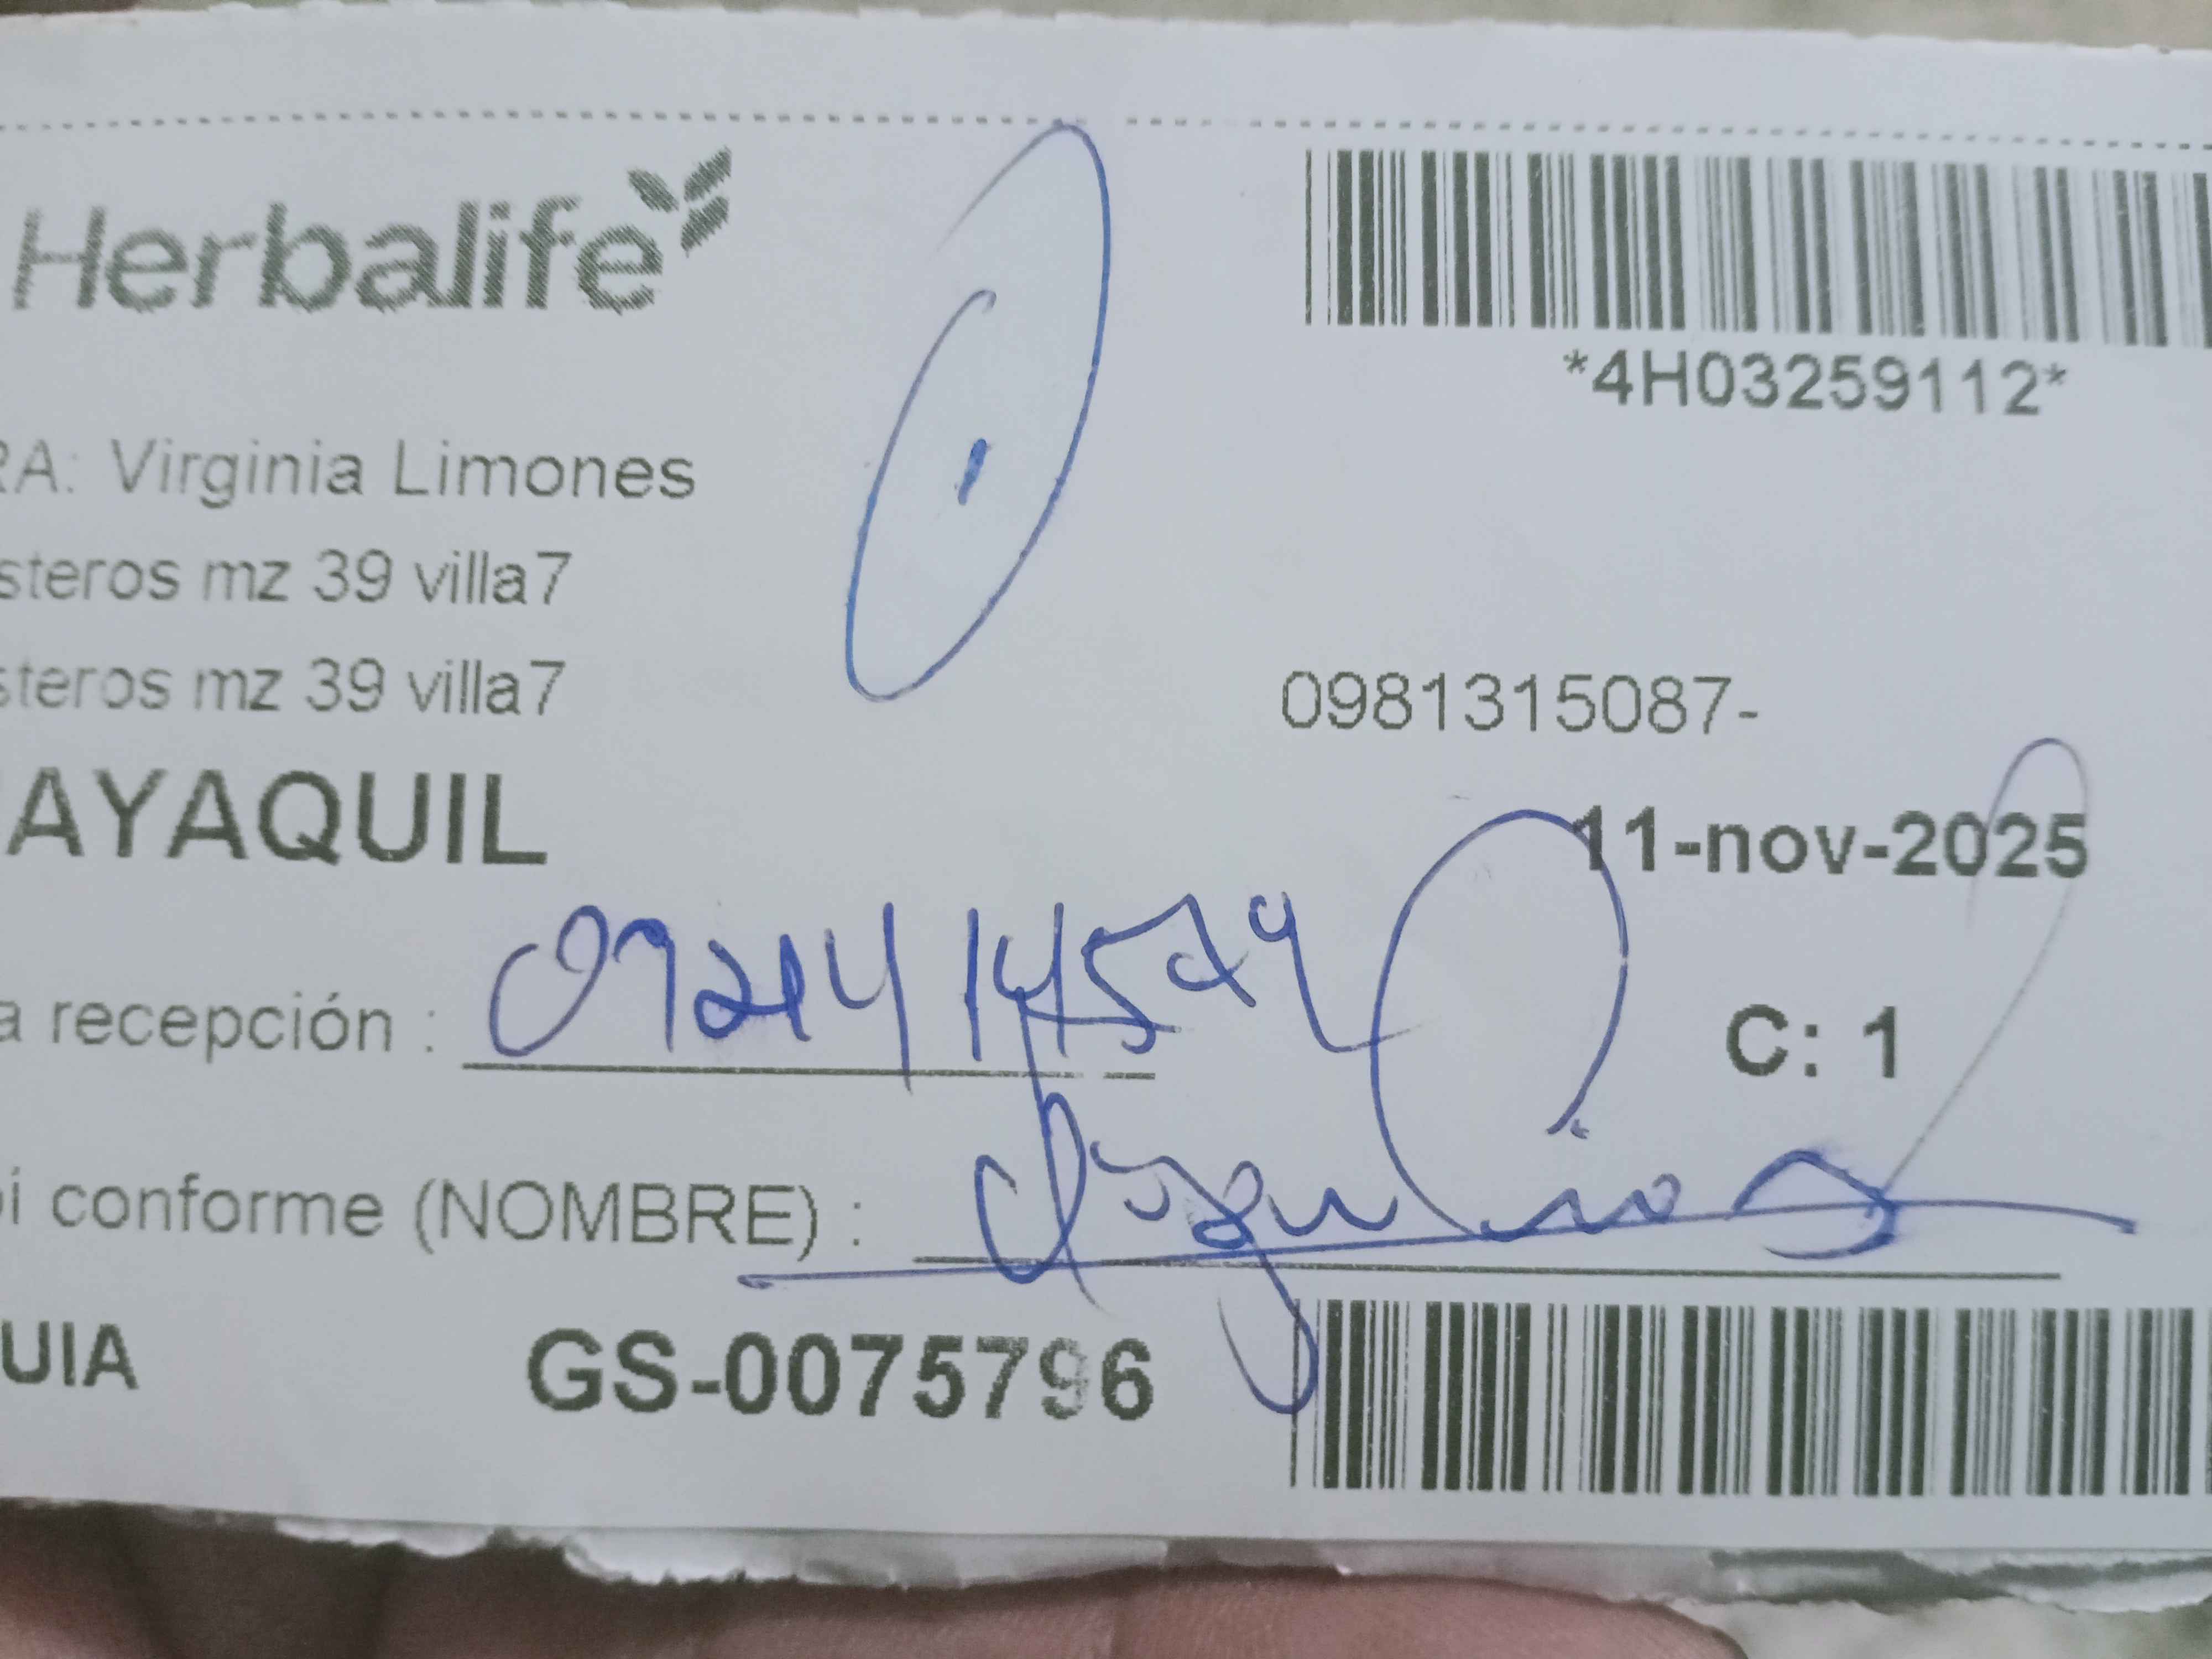 Herbalife
*4H03259112*
RA: Virginia Limones
steros mz 39 villa7
steros mz 39 villa7
0981315087-
AYAQUIL
11-nov-2025
a recepción :
C: 1
i conforme (NOMBRE) :
UIA
GS-0075796